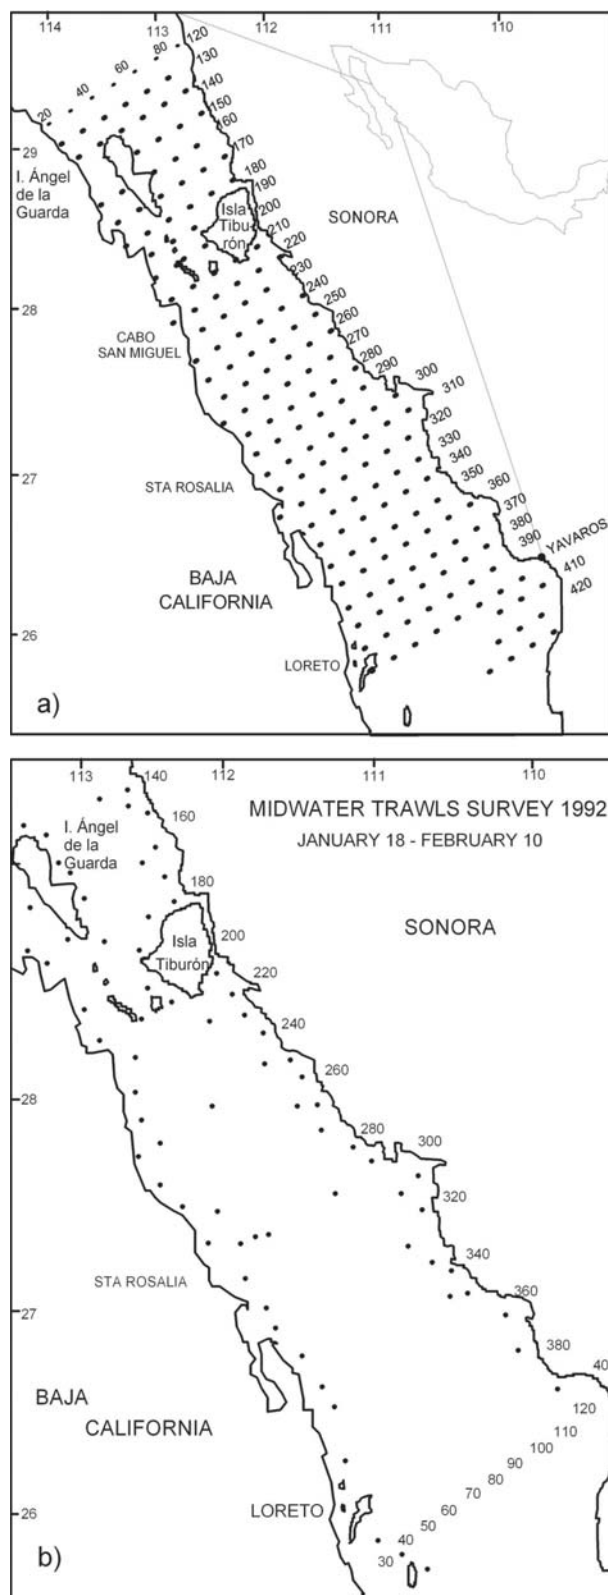 114
113
112
111
110
120
130
140
150
160
170
180
190
200
210
220
230
240
250
260
270
280
290
300
310
320
330
340
350
360
370
380
390
YAVAROS
410
420
20
40
60
80
29
I. Ángel
de la
Guarda
Isla
Tibu-
rón
SONORA
28
CABO
SAN MIGUEL
27
STA ROSALIA
BAJA
CALIFORNIA
26
LORETO
a)
113
140
112
111
110
MIDWATER TRAWLS SURVEY 1992
JANUARY 18 - FEBRUARY 10
I. Ángel
de la
Guarda
160
180
Isla
Tiburón
SONORA
200
220
240
260
28
280
300
320
340
STA ROSALIA
360
27
380
40
BAJA
CALIFORNIA
120
110
100
90
80
70
60
50
40
30
26
LORETO
b)